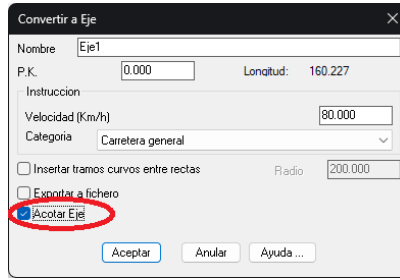 Convertir a Eje
Nombre Eje1
P.K. 0.000 Longitud: 160.227
Instruccion
Velocidad (Km/h) 80.000
Categoria Carretera general
Insertar tramos curvos entre rectas Radio 200.000
Exportar a fichero
Acotar Eje
Aceptar Anular Ayuda ...